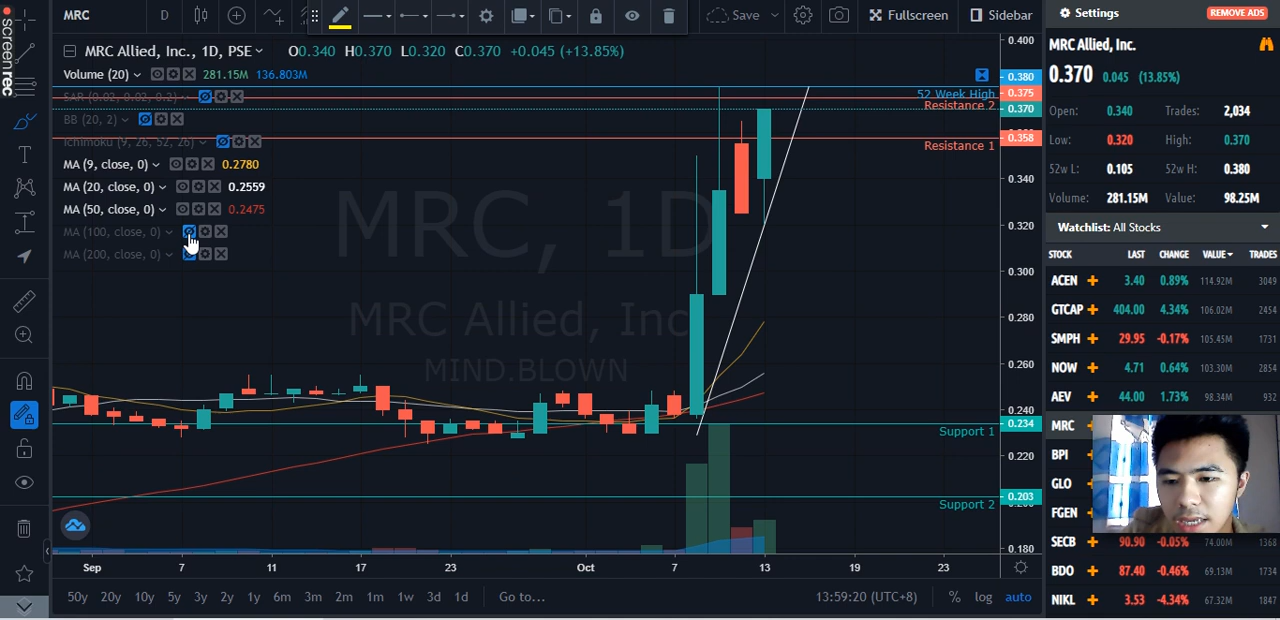 screenrec
MRC D Save Fullscreen Sidebar
MRC Allied, Inc., 1D, PSE O0.340 H0.370 L0.320 C0.370 +0.045 (+13.85%)
Volume (20) 281.15M 136.803M
SAR (0.02, 0.02, 0.2)
BB (20, 2)
Ichimoku (9, 26, 52, 26)
MA (9, close, 0) 0.2780
MA (20, close, 0) 0.2559
MA (50, close, 0) 0.2475
MA (100, close, 0)
MA (200, close, 0)
MRC, 1D
MRC Allied, Inc
MIND.BLOWN
52 Week High
Resistance 2
Resistance 1
Support 1
Support 2
0.400
0.380
0.375
0.370
0.358
0.340
0.320
0.300
0.280
0.260
0.240
0.234
0.220
0.203
0.180
Sep 7 11 17 23 Oct 7 13 19 23
50y 20y 10y 5y 3y 2y 1y 6m 3m 2m 1m 1w 3d 1d Go to... 13:59:20 (UTC+8) % log auto
Settings REMOVE ADS
MRC Allied, Inc.
0.370 0.045 (13.85%)
Open: 0.340 Trades: 2,034
Low: 0.320 High: 0.370
52w L: 0.105 52w H: 0.380
Volume: 281.15M Value: 98.25M
Watchlist: All Stocks
STOCK LAST CHANGE VALUE TRADES
ACEN 3.40 0.89% 114.92M 3049
GTCAP 404.00 4.34% 106.02M 2454
SMPH 29.95 -0.17% 105.45M 1731
NOW 4.71 0.64% 103.30M 2854
AEV 44.00 1.73% 98.34M 932
MRC
BPI
GLO
FGEN
SECB 90.90 -0.05% 74.00M 1368
BDO 87.40 -0.46% 69.13M 1734
NIKL 3.53 -4.34% 67.32M 1847